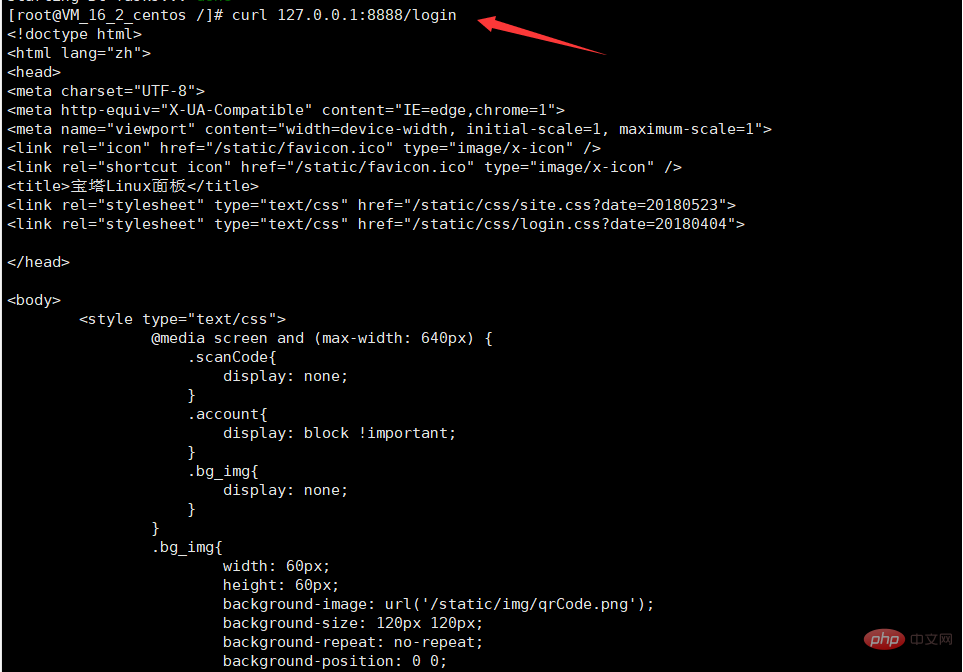 Starting Bt-Tasks... done
[root@VM_16_2_centos /]# curl 127.0.0.1:8888/login
<!doctype html>
<html lang="zh">
<head>
<meta charset="UTF-8">
<meta http-equiv="X-UA-Compatible" content="IE=edge,chrome=1">
<meta name="viewport" content="width=device-width, initial-scale=1, maximum-scale=1">
<link rel="icon" href="/static/favicon.ico" type="image/x-icon" />
<link rel="shortcut icon" href="/static/favicon.ico" type="image/x-icon" />
<title>宝塔Linux面板</title>
<link rel="stylesheet" type="text/css" href="/static/css/site.css?date=20180523">
<link rel="stylesheet" type="text/css" href="/static/css/login.css?date=20180404">
</head>
<body>
<style type="text/css">
@media screen and (max-width: 640px) {
.scanCode{
display: none;
}
.account{
display: block !important;
}
.bg_img{
display: none;
}
}
.bg_img{
width: 60px;
height: 60px;
background-image: url('/static/img/qrCode.png');
background-size: 120px 120px;
background-repeat: no-repeat;
background-position: 0 0;
php 中文网